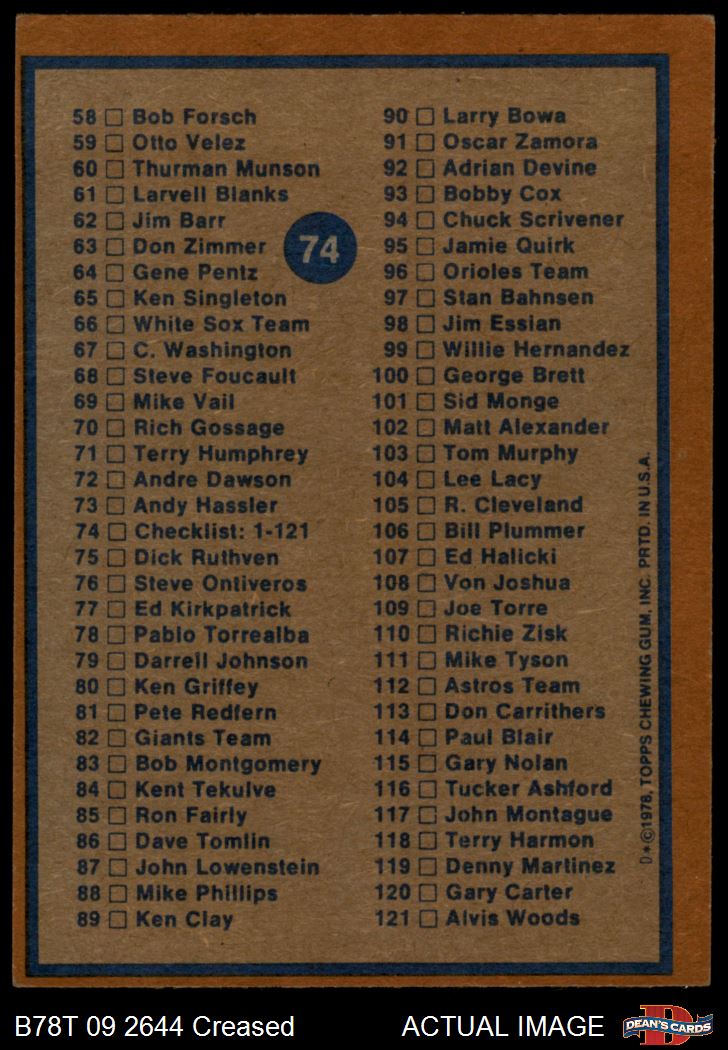 58 Bob Forsch
59 Otto Velez
60 Thurman Munson
61 Larvell Blanks
62 Jim Barr
63 Don Zimmer
64 Gene Pentz
65 Ken Singleton
66 White Sox Team
67 C. Washington
68 Steve Foucault
69 Mike Vail
70 Rich Gossage
71 Terry Humphrey
72 Andre Dawson
73 Andy Hassler
74 Checklist: 1-121
75 Dick Ruthven
76 Steve Ontiveros
77 Ed Kirkpatrick
78 Pablo Torrealba
79 Darrell Johnson
80 Ken Griffey
81 Pete Redfern
82 Giants Team
83 Bob Montgomery
84 Kent Tekulve
85 Ron Fairly
86 Dave Tomlin
87 John Lowenstein
88 Mike Phillips
89 Ken Clay
74
90 Larry Bowa
91 Oscar Zamora
92 Adrian Devine
93 Bobby Cox
94 Chuck Scrivener
95 Jamie Quirk
96 Orioles Team
97 Stan Bahnsen
98 Jim Essian
99 Willie Hernandez
100 George Brett
101 Sid Monge
102 Matt Alexander
103 Tom Murphy
104 Lee Lacy
105 R. Cleveland
106 Bill Plummer
107 Ed Halicki
108 Von Joshua
109 Joe Torre
110 Richie Zisk
111 Mike Tyson
112 Astros Team
113 Don Carrithers
114 Paul Blair
115 Gary Nolan
116 Tucker Ashford
117 John Montague
118 Terry Harmon
119 Denny Martinez
120 Gary Carter
121 Alvis Woods
D*©1978, TOPPS CHEWING GUM, INC. PRTD. IN U.S.A.
B78T 09 2644 Creased
ACTUAL IMAGE
D
DEAN'S CARDS